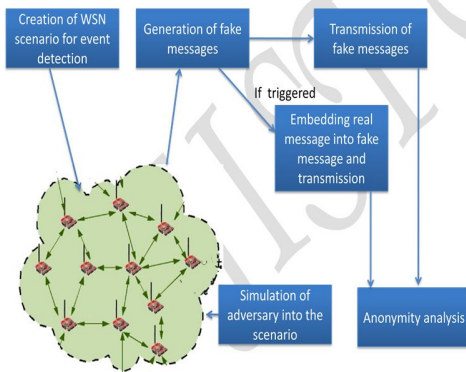 Creation of WSN
scenario for event
detection
Generation of fake
messages
Transmission of
fake messages
If triggered
Embedding real
message into fake
message and
transmission
Simulation of
adversary into the
scenario
Anonymity analysis